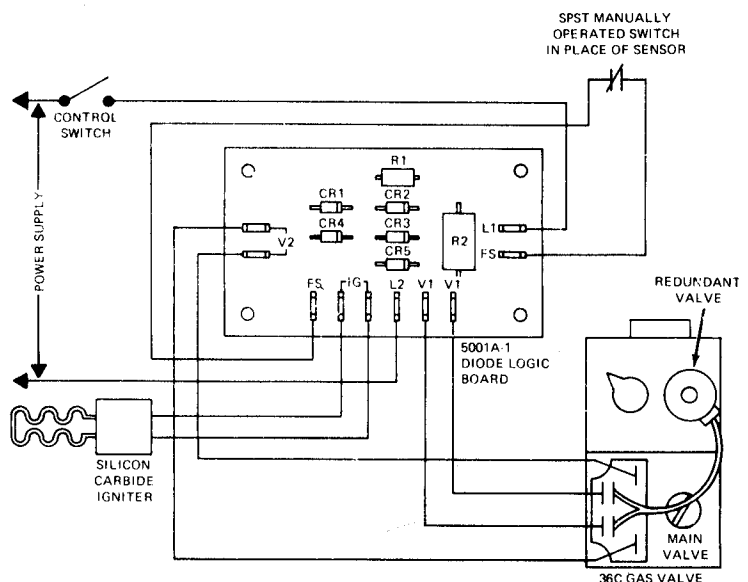 SPST MANUALLY
OPERATED SWITCH
IN PLACE OF SENSOR
CONTROL
SWITCH
POWER SUPPLY
R1
CR1
CR2
CR4
CR3
CR5
R2
V2
L1
FS
FS
IG
L2
V1
V1
5001A-1
DIODE LOGIC
BOARD
REDUNDANT
VALVE
SILICON
CARBIDE
IGNITER
MAIN
VALVE
36C GAS VALVE